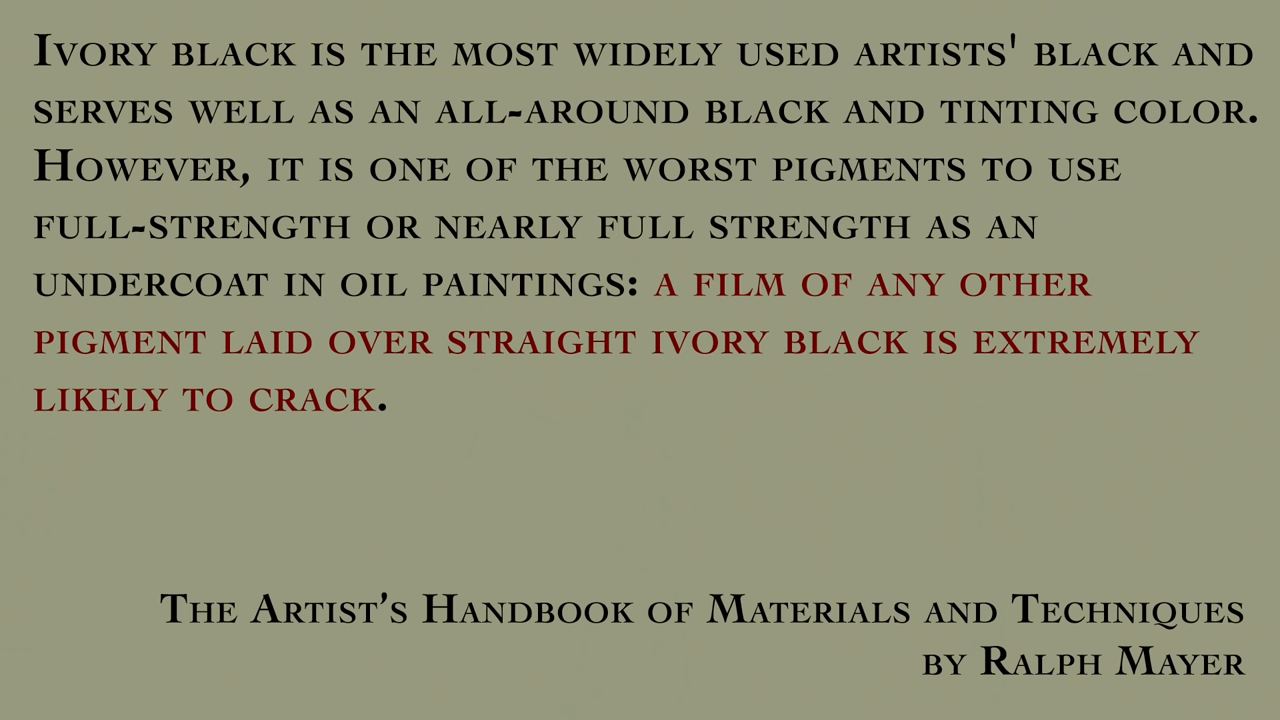 Ivory black is the most widely used artists' black and
serves well as an all-around black and tinting color.
However, it is one of the worst pigments to use
full-strength or nearly full strength as an
undercoat in oil paintings: a film of any other
pigment laid over straight ivory black is extremely
likely to crack.
The Artist’s Handbook of Materials and Techniques
by Ralph Mayer